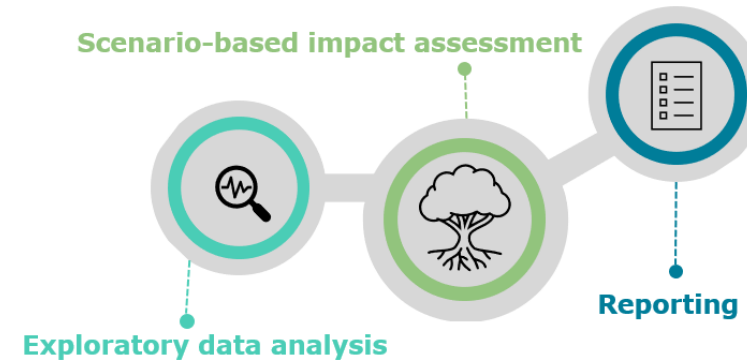 Scenario-based impact assessment
Reporting
Exploratory data analysis